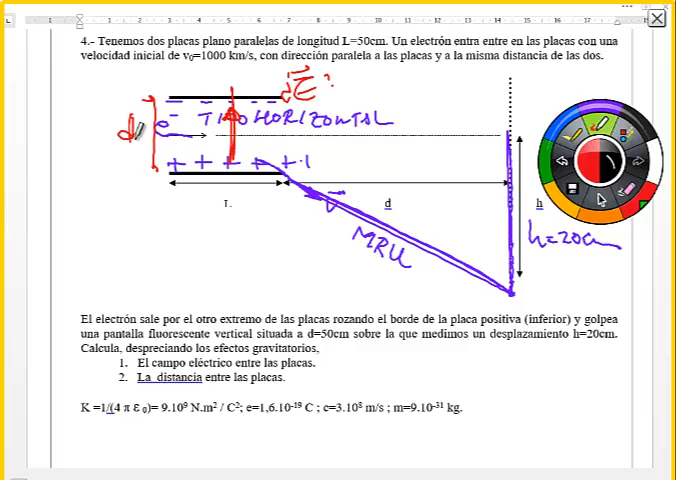 4.- Tenemos dos placas plano paralelas de longitud L=50cm. Un electrón entra entre en las placas con una
velocidad inicial de v0=1000 km/s, con dirección paralela a las placas y a la misma distancia de las dos.
E ?
TIRO HORIZONTAL
d
+ + + + +
L
d
h
V
MRU
h=20cm
El electrón sale por el otro extremo de las placas rozando el borde de la placa positiva (inferior) y golpea
una pantalla fluorescente vertical situada a d=50cm sobre la que medimos un desplazamiento h=20cm.
Calcula, despreciando los efectos gravitatorios,
1. El campo eléctrico entre las placas.
2. La distancia entre las placas.
K =1/(4 π ε 0)= 9.10⁹ N.m² / C²; e=1,6.10⁻¹⁹ C ; c=3.10⁸ m/s ; m=9.10⁻³¹ kg.